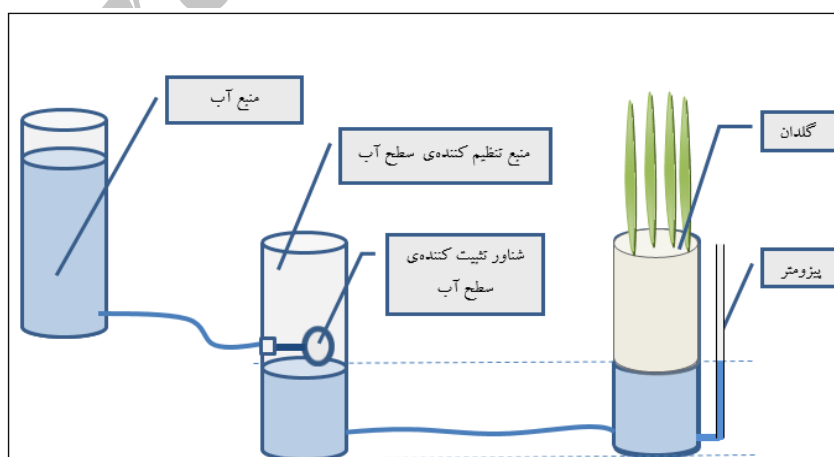 منبع آب
گلدان
منبع تنظیم کننده‌ی سطح آب
شناور تثبیت کننده‌ی
سطح آب
پیزومتر